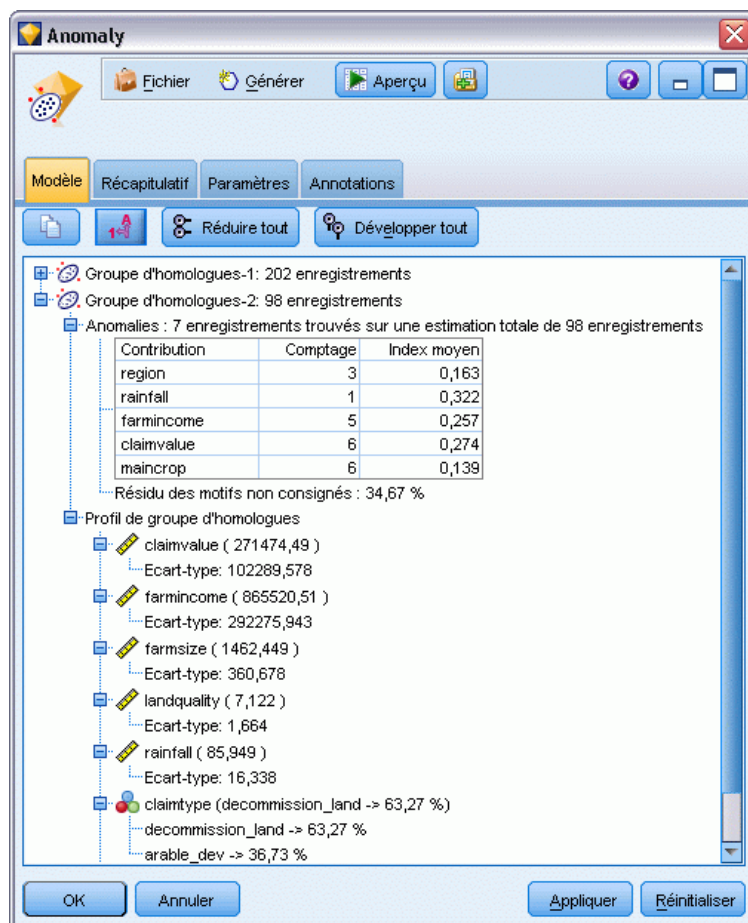 Anomaly
Fichier Générer Aperçu
Modèle Récapitulatif Paramètres Annotations
Réduire tout Développer tout
Groupe d'homologues-1: 202 enregistrements
Groupe d'homologues-2: 98 enregistrements
Anomalies : 7 enregistrements trouvés sur une estimation totale de 98 enregistrements
Contribution Comptage Index moyen
region 3 0,163
rainfall 1 0,322
farmincome 5 0,257
claimvalue 6 0,274
maincrop 6 0,139
Résidu des motifs non consignés : 34,67 %
Profil de groupe d'homologues
claimvalue ( 271474,49 )
Ecart-type: 102289,578
farmincome ( 865520,51 )
Ecart-type: 292275,943
farmsize ( 1462,449 )
Ecart-type: 360,678
landquality ( 7,122 )
Ecart-type: 1,664
rainfall ( 85,949 )
Ecart-type: 16,338
claimtype (decommission_land -> 63,27 %)
decommission_land -> 63,27 %
arable_dev -> 36,73 %
OK Annuler Appliquer Réinitialiser